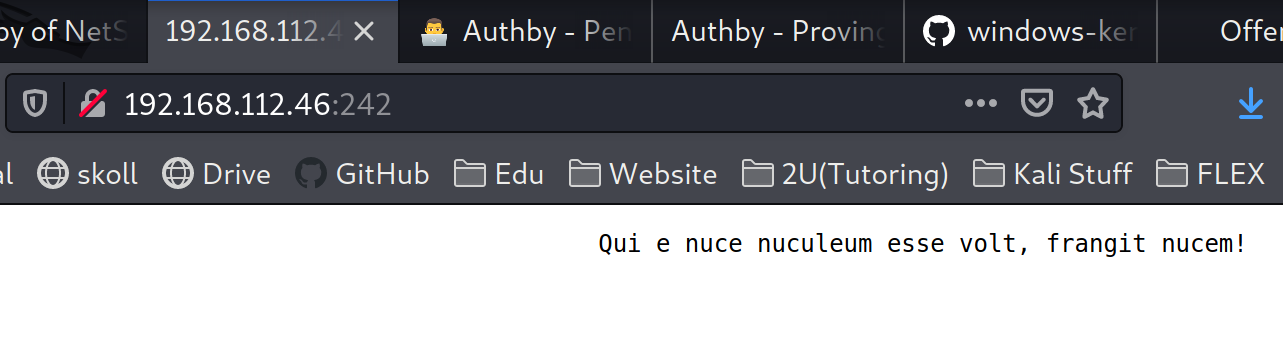 by of NetS 192.168.112.4 Authby - Pen Authby - Proving windows-ker Offer
192.168.112.46:242
al skoll Drive GitHub Edu Website 2U(Tutoring) Kali Stuff FLEX
Qui e nuce nuculeum esse volt, frangit nucem!